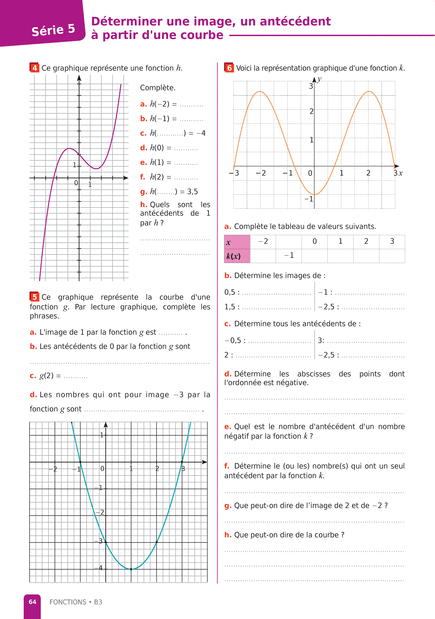 Série 5
Déterminer une image, un antécédent
à partir d'une courbe
4 Ce graphique représente une fonction h.
0
1
1
Complète.
a. h(−2) = ...........
b. h(−1) = ...........
c. h(............) = −4
d. h(0) = ...........
e. h(1) = ...........
f. h(2) = ...........
g. h(........) = 3,5
h. Quels sont les
antécédents de 1
par h ?
5 Ce graphique représente la courbe d'une
fonction g. Par lecture graphique, complète les
phrases.
a. L'image de 1 par la fonction g est ........... .
b. Les antécédents de 0 par la fonction g sont
c. g(2) = ...........
d. Les nombres qui ont pour image −3 par la
fonction g sont ..................................................... .
1
−2 −1 0 1 2 3
−1
−2
−3
−4
6 Voici la représentation graphique d'une fonction k.
y
3
2
1
−3 −2 −1 0 1 2 3 x
−1
a. Complète le tableau de valeurs suivants.
x −2 0 1 2 3
k(x) −1
b. Détermine les images de :
0,5 : ................................ −1 : ................................
1,5 : ................................ −2,5 : ................................
c. Détermine tous les antécédents de :
−0,5 : ................................ 3: ................................
2 : ................................ −2,5 : ................................
d. Détermine les abscisses des points dont
l'ordonnée est négative.
e. Quel est le nombre d'antécédent d'un nombre
négatif par la fonction k ?
f. Détermine le (ou les) nombre(s) qui ont un seul
antécédent par la fonction k.
g. Que peut-on dire de l'image de 2 et de −2 ?
h. Que peut-on dire de la courbe ?
64 FONCTIONS • B3